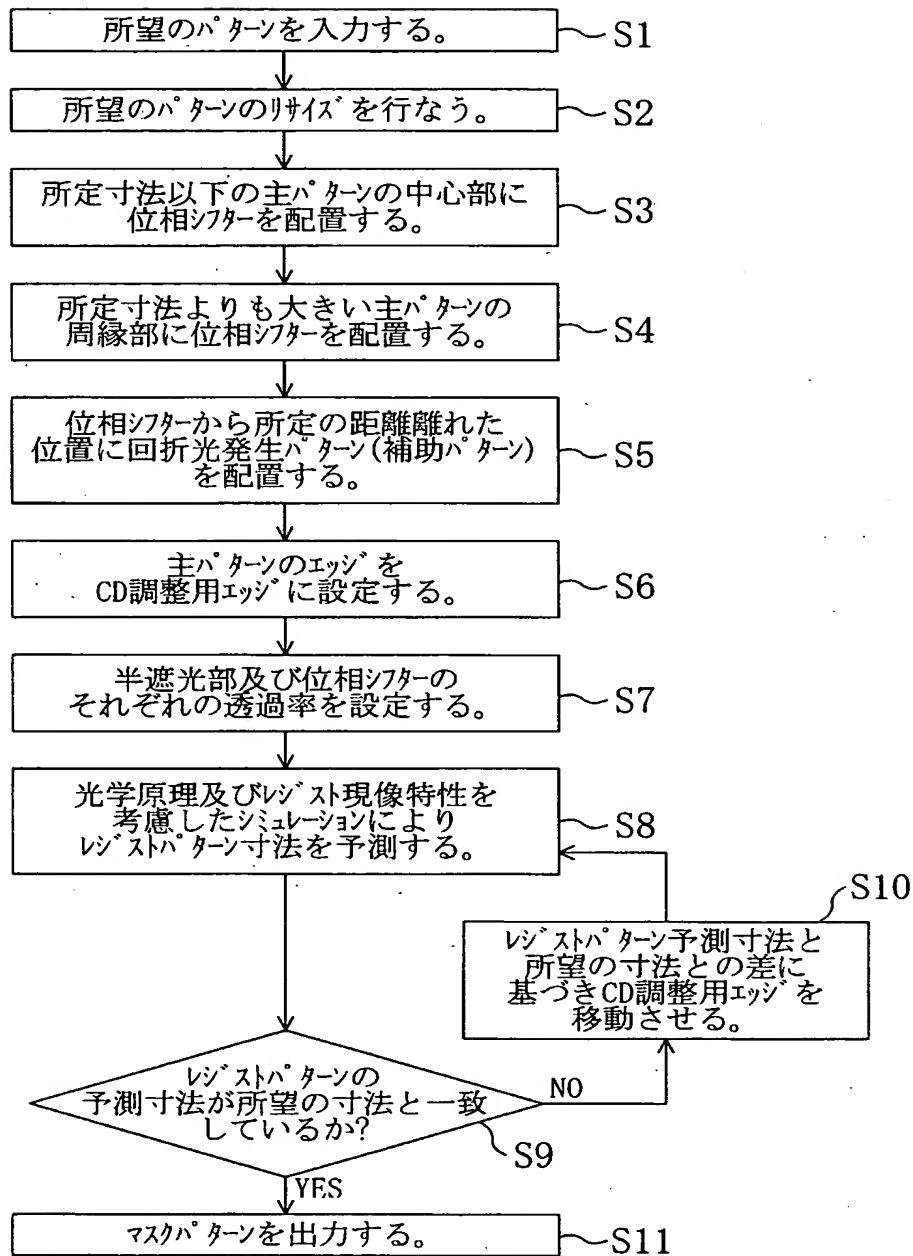 所望のパターンを入力する。
S1
所望のパターンのリサイズを行なう。
S2
所定寸法以下の主パターンの中心部に
位相シフターを配置する。
S3
所定寸法よりも大きい主パターンの
周縁部に位相シフターを配置する。
S4
位相シフターから所定の距離離れた
位置に回折光発生パターン(補助パターン)
を配置する。
S5
主パターンのエッジを
CD調整用エッジに設定する。
S6
半遮光部及び位相シフターの
それぞれの透過率を設定する。
S7
光学原理及びレジスト現像特性を
考慮したシミュレーションにより
レジストパターン寸法を予測する。
S8
S10
レジストパターン予測寸法と
所望の寸法との差に
基づきCD調整用エッジを
移動させる。
レジストパターンの
予測寸法が所望の寸法と一致
しているか?
NO
S9
YES
マスクパターンを出力する。
S11